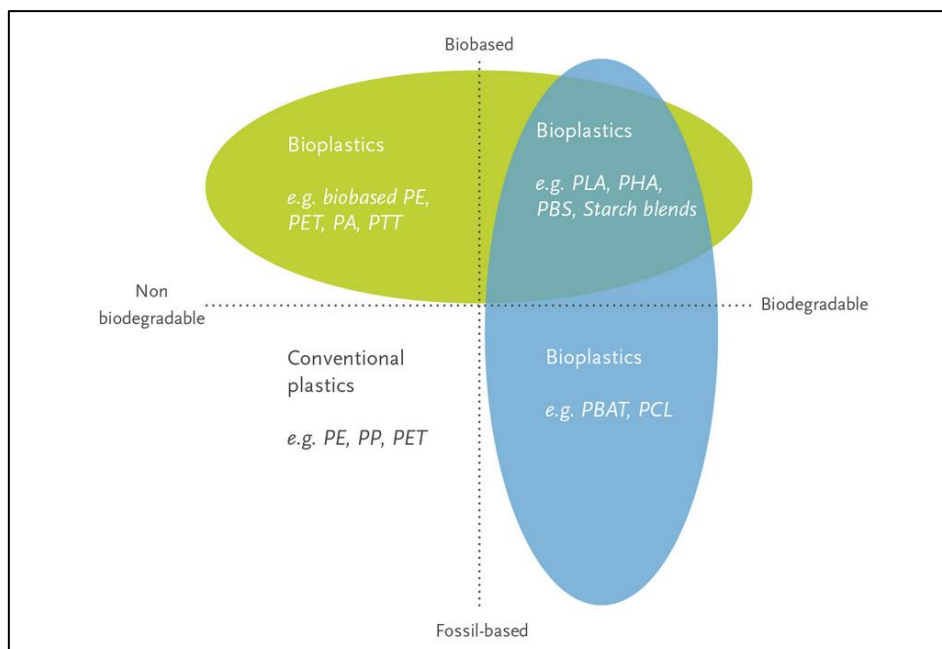 Biobased
Bioplastics
e.g. biobased PE,
PET, PA, PTT
Bioplastics
e.g. PLA, PHA,
PBS, Starch blends
Non
biodegradable
Biodegradable
Conventional
plastics
e.g. PE, PP, PET
Bioplastics
e.g. PBAT, PCL
Fossil-based